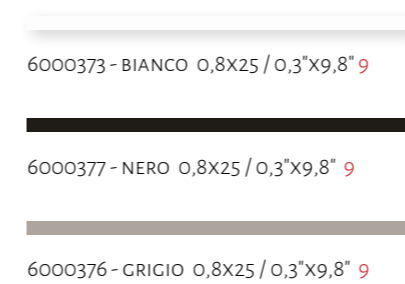 6000373 - BIANCO 0,8X25 / 0,3"X9,8" 9
6000377 - NERO 0,8X25 / 0,3"X9,8" 9
6000376 - GRIGIO 0,8X25 / 0,3"X9,8" 9